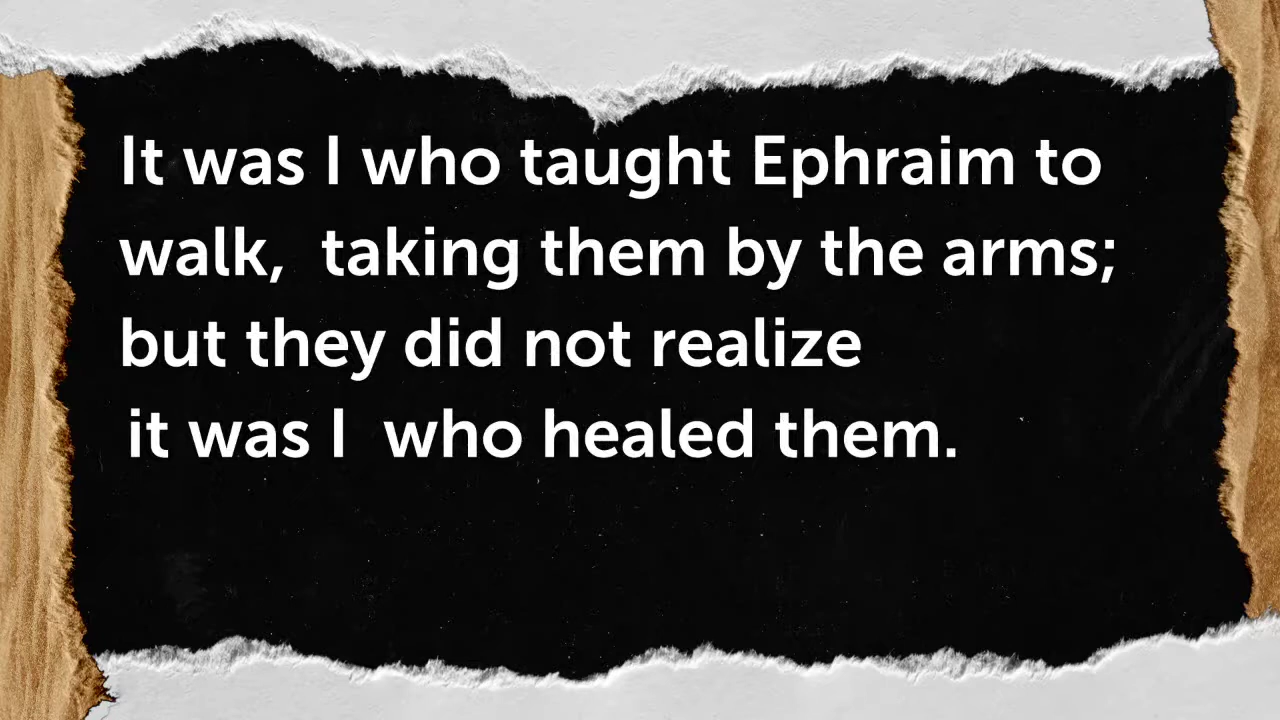 It was I who taught Ephraim to
walk,  taking them by the arms;
but they did not realize
it was I  who healed them.